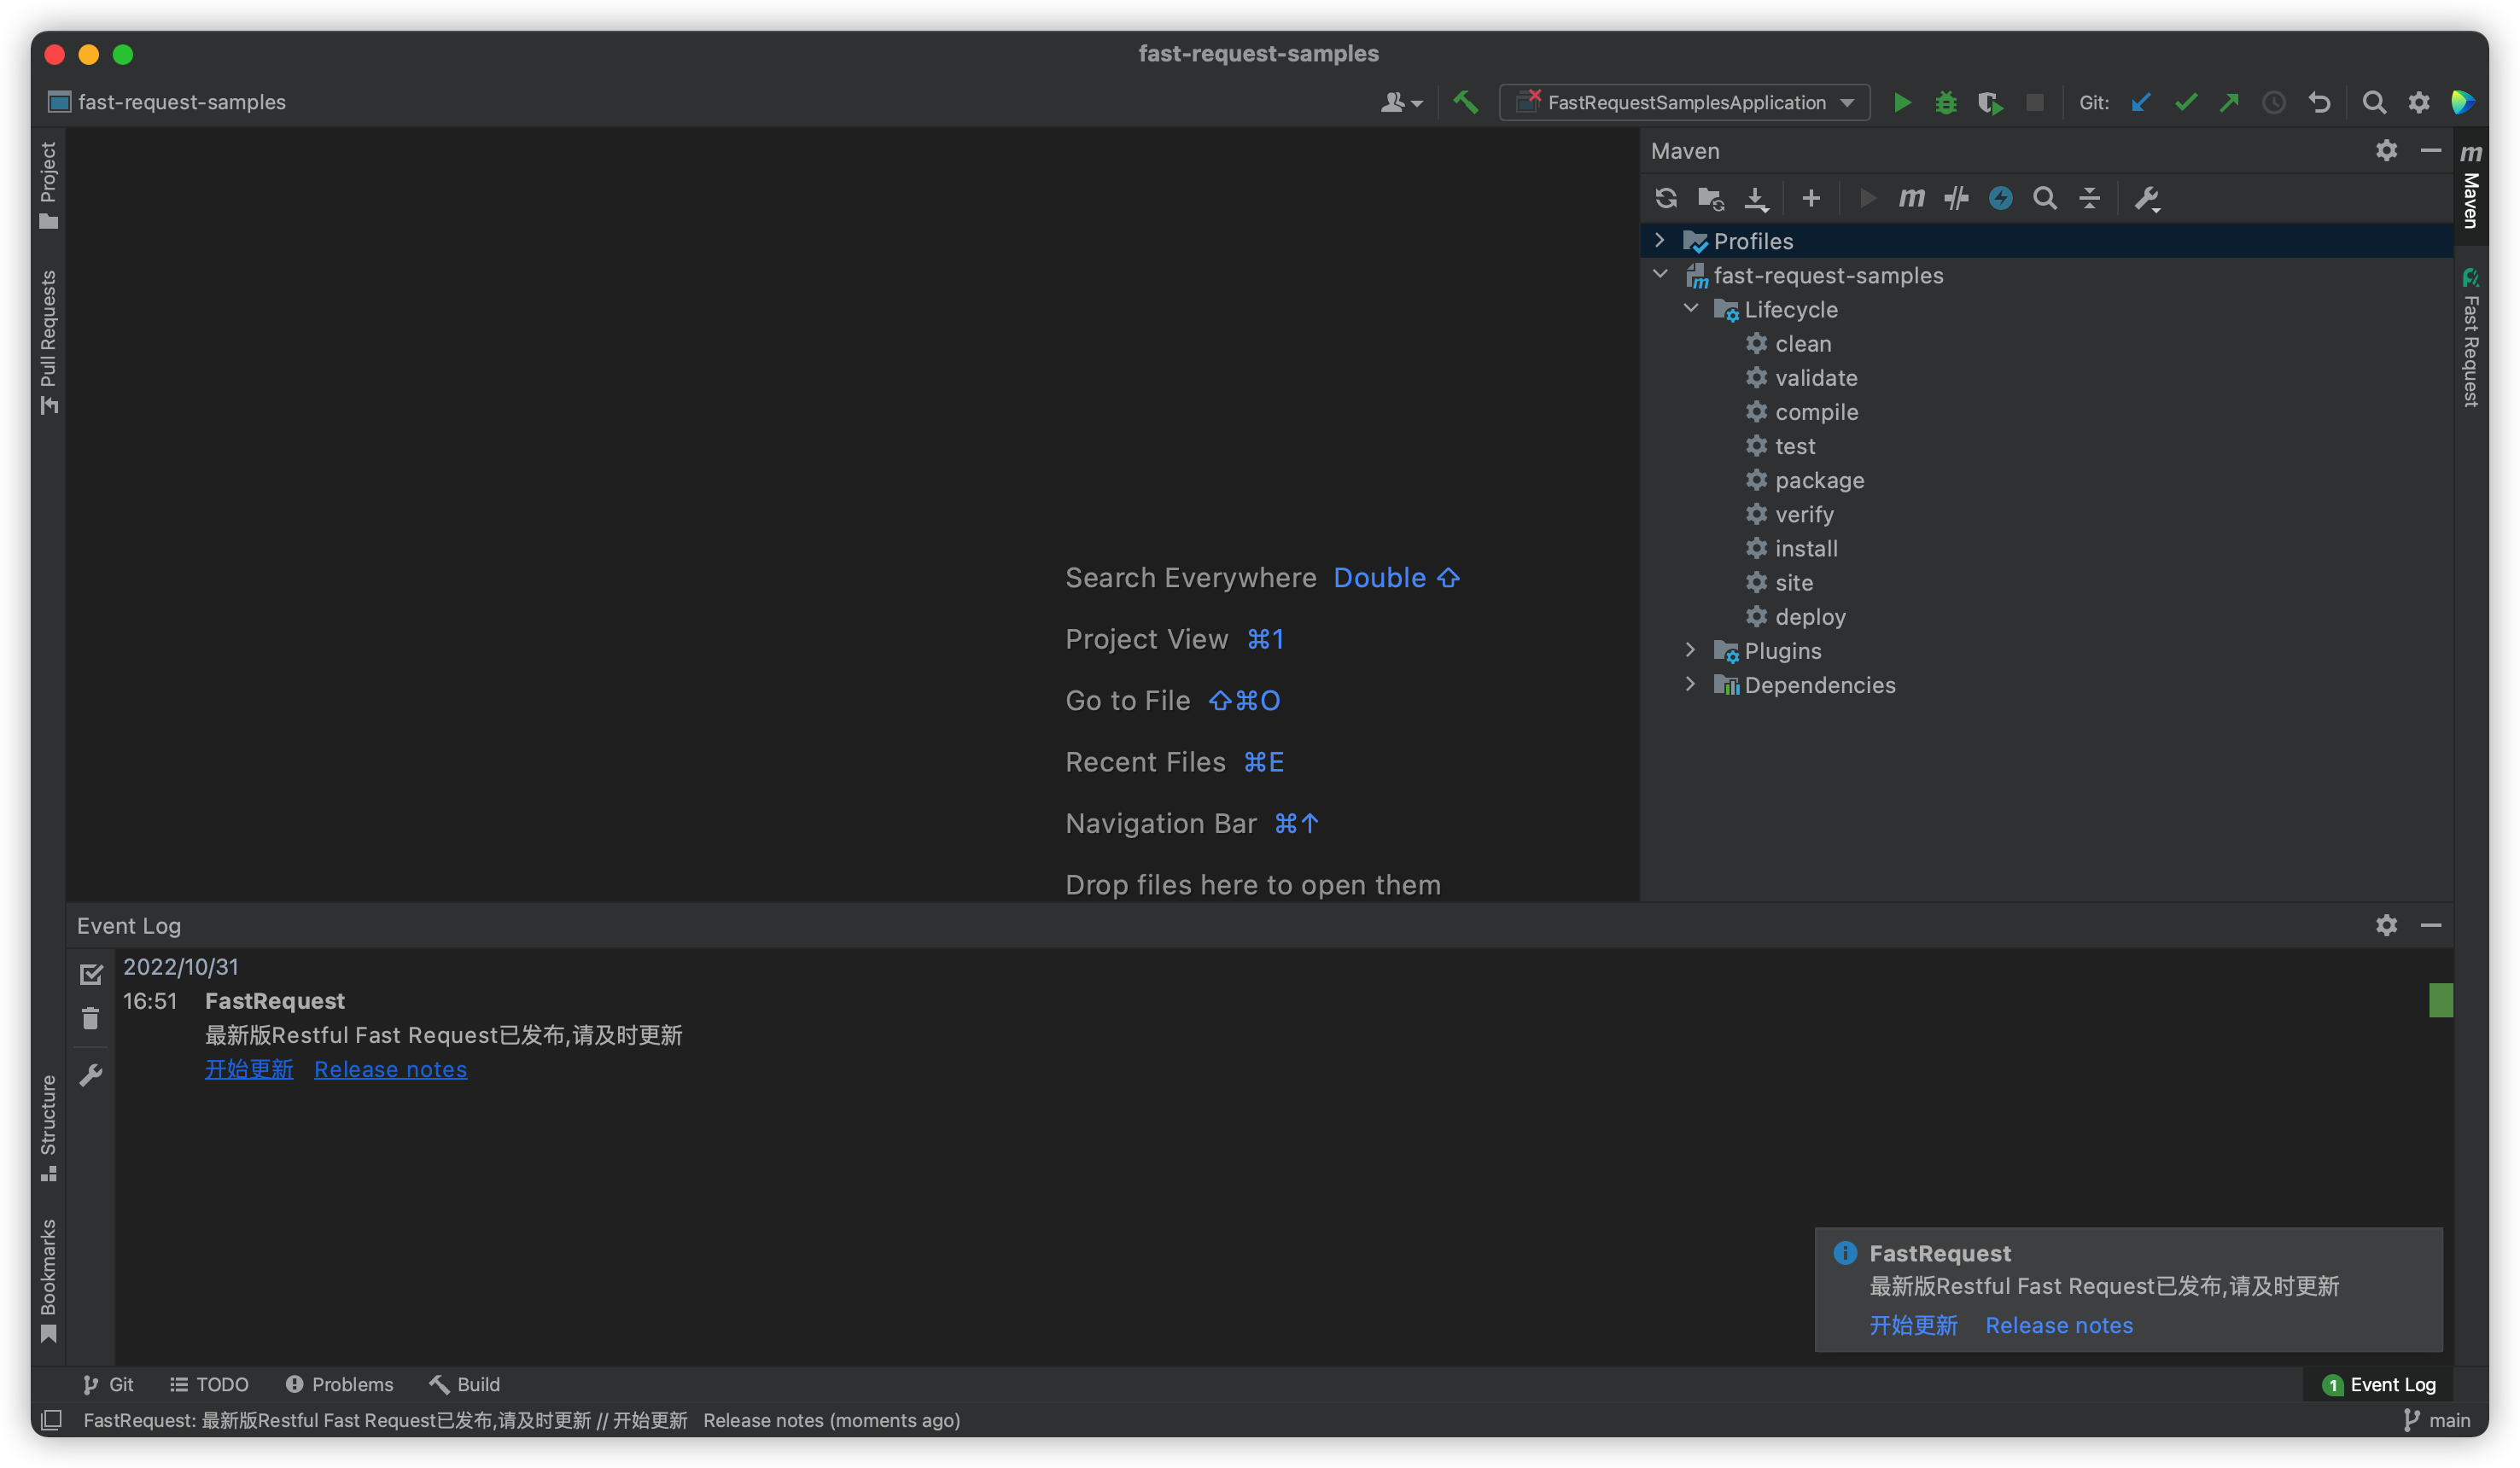 fast-request-samples
fast-request-samples
FastRequestSamplesApplication
Git:
Project
Pull Requests
Structure
Bookmarks
Search Everywhere Double ⇧
Project View ⌘1
Go to File ⇧⌘O
Recent Files ⌘E
Navigation Bar ⌘↑
Drop files here to open them
Maven
m
Profiles
fast-request-samples
Lifecycle
clean
validate
compile
test
package
verify
install
site
deploy
Plugins
Dependencies
m
Maven
Fast Request
Event Log
2022/10/31
16:51 FastRequest
最新版Restful Fast Request已发布,请及时更新
开始更新 Release notes
FastRequest
最新版Restful Fast Request已发布,请及时更新
开始更新 Release notes
Git TODO Problems Build
1 Event Log
FastRequest: 最新版Restful Fast Request已发布,请及时更新 // 开始更新 Release notes (moments ago)
main